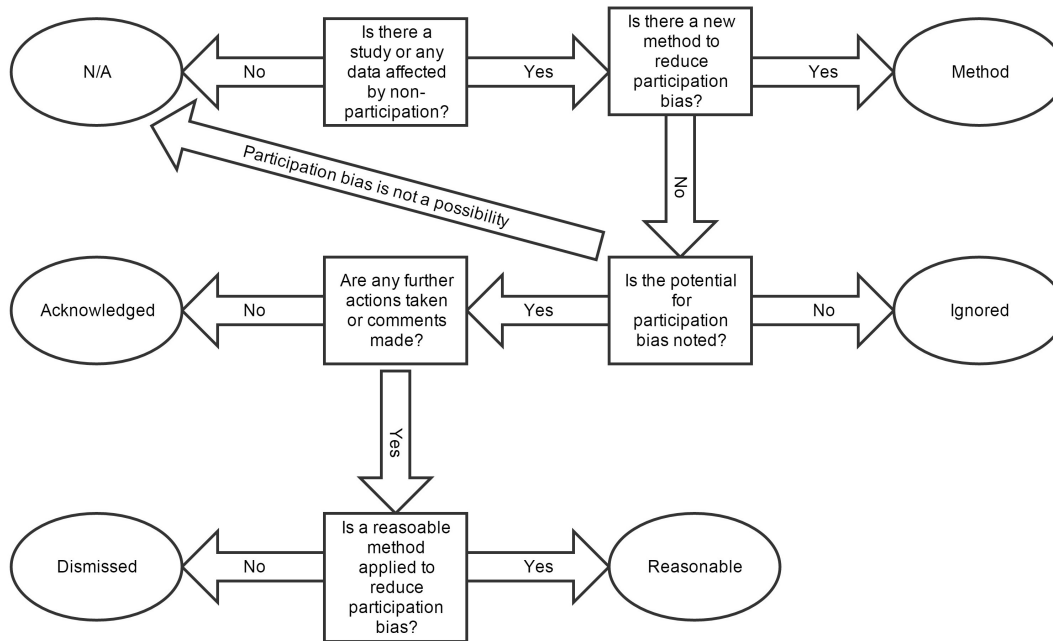 N/A
No
Is there a
study or any
data affected
by non-
participation?
Yes
Is there a new
method to
reduce
participation
bias?
Yes
Method
Participation bias is not a possibility
No
Acknowledged
No
Are any further
actions taken
or comments
made?
Yes
Is the potential
for
participation
bias noted?
No
Ignored
Yes
Dismissed
No
Is a reasoable
method
applied to
reduce
participation
bias?
Yes
Reasonable